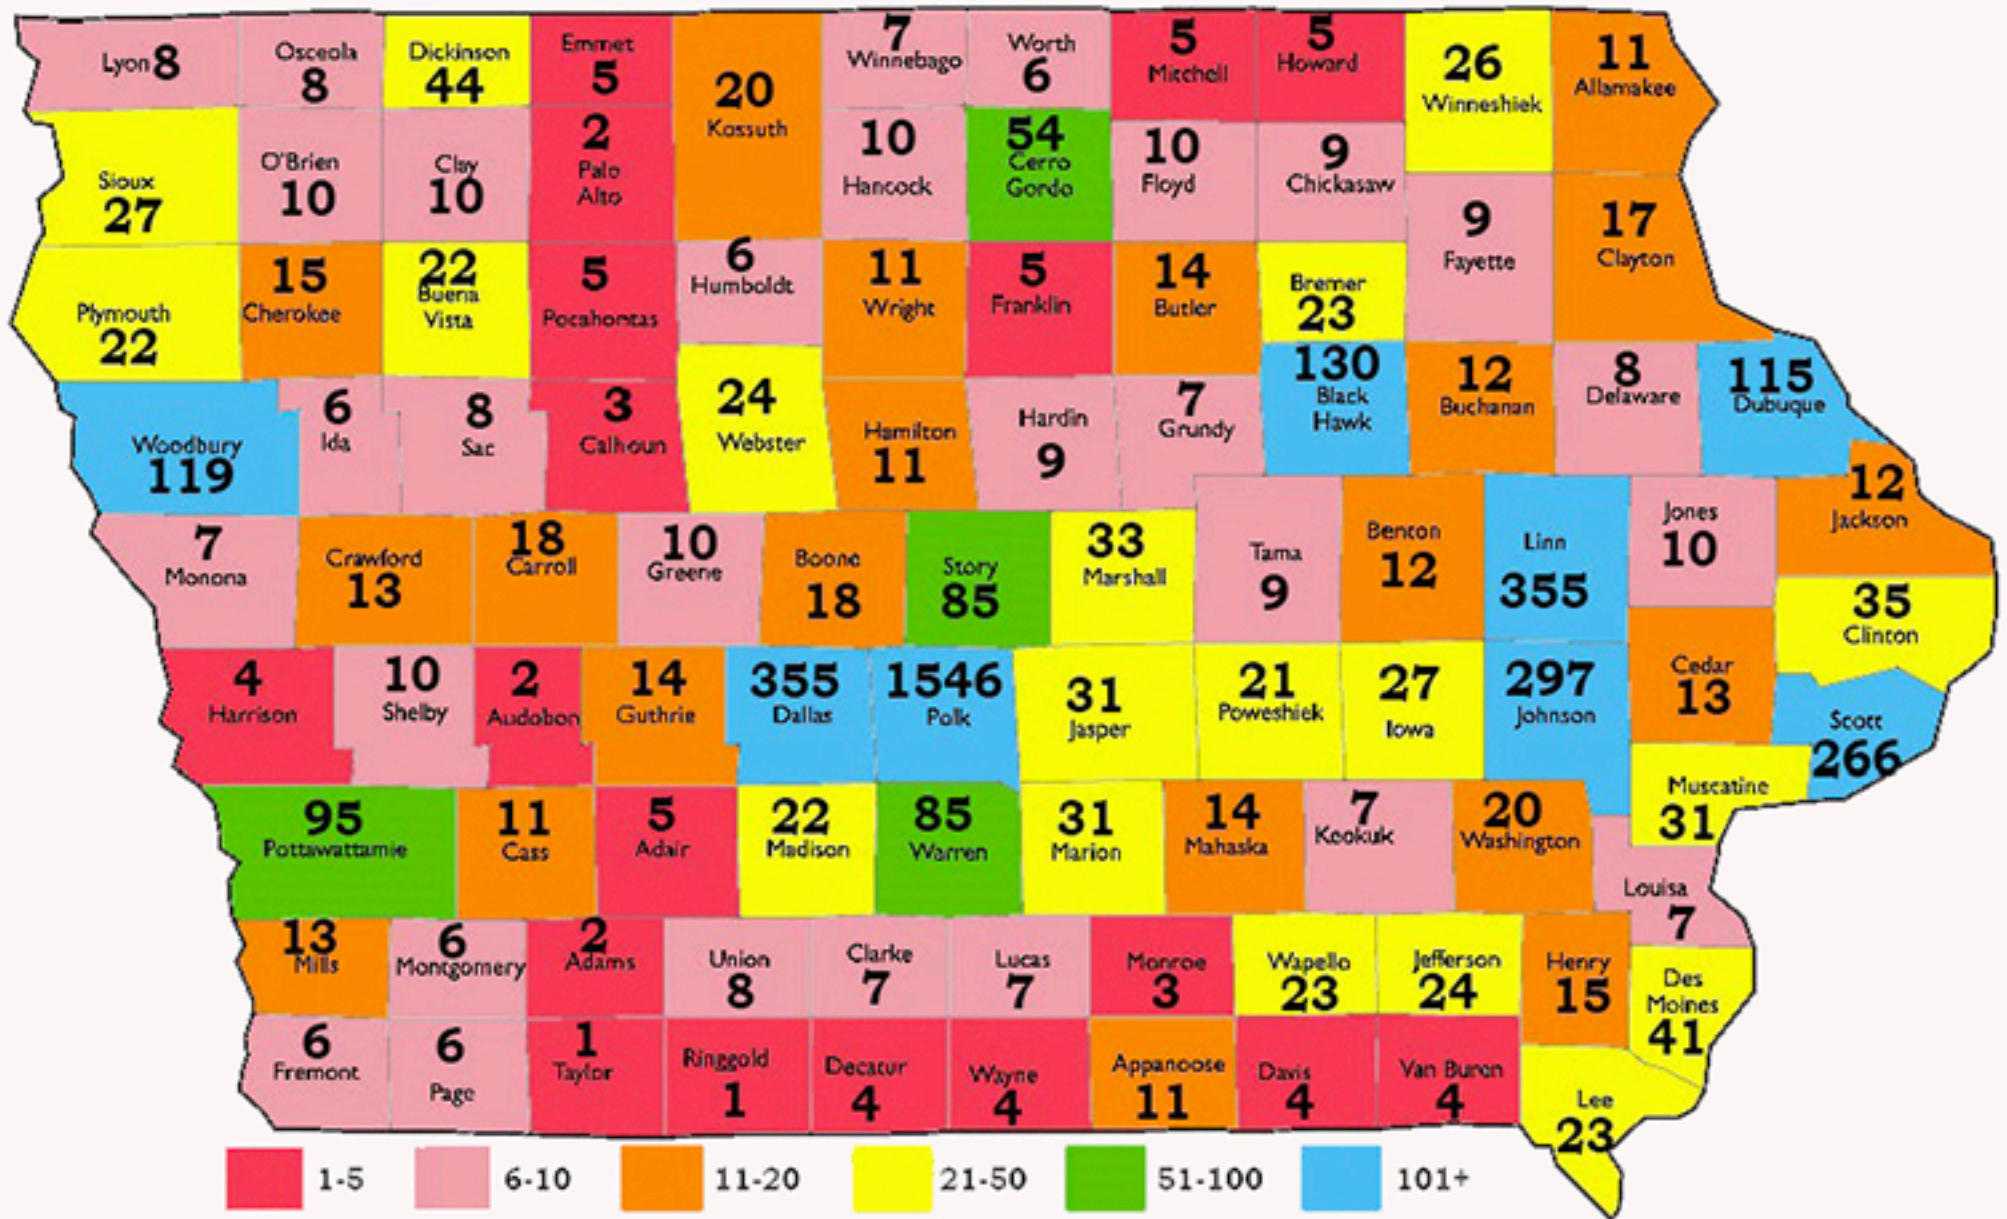 Lyon 8
Osceola
8
Dickinson
44
Emmet
5
20
Kossuth
7
Winnebago
Worth
6
5
Mitchell
5
Howard
26
Winneshiek
11
Allamakee
Sioux
27
O'Brien
10
Clay
10
2
Palo
Alto
10
Hancock
54
Cerro
Gordo
10
Floyd
9
Chickasaw
9
Fayette
17
Clayton
Plymouth
22
15
Cherokee
22
Buena
Vista
5
Pocahontas
6
Humboldt
11
Wright
5
Franklin
14
Butler
Bremer
23
Woodbury
119
6
Ida
8
Sac
3
Calhoun
24
Webster
Hamilton
11
Hardin
9
7
Grundy
130
Black
Hawk
12
Buchanan
8
Delaware
115
Dubuque
7
Monona
Crawford
13
18
Carroll
10
Greene
Boone
18
Story
85
33
Marshall
Tama
9
Benton
12
Linn
355
Jones
10
12
Jackson
35
Clinton
4
Harrison
10
Shelby
2
Audobon
14
Guthrie
355
Dallas
1546
Polk
31
Jasper
21
Poweshiek
27
Iowa
297
Johnson
Cedar
13
Scott
266
95
Pottawattamie
11
Cass
5
Adair
22
Madison
85
Warren
31
Marion
14
Mahaska
7
Keokuk
20
Washington
Muscatine
31
Louisa
7
13
Mills
6
Montgomery
2
Adams
Union
8
Clarke
7
Lucas
7
Monroe
3
Wapello
23
Jefferson
24
Henry
15
Des
Moines
41
6
Fremont
6
Page
1
Taylor
Ringgold
1
Decatur
4
Wayne
4
Appanoose
11
Davis
4
Van Buren
4
Lee
23
1-5
6-10
11-20
21-50
51-100
101+